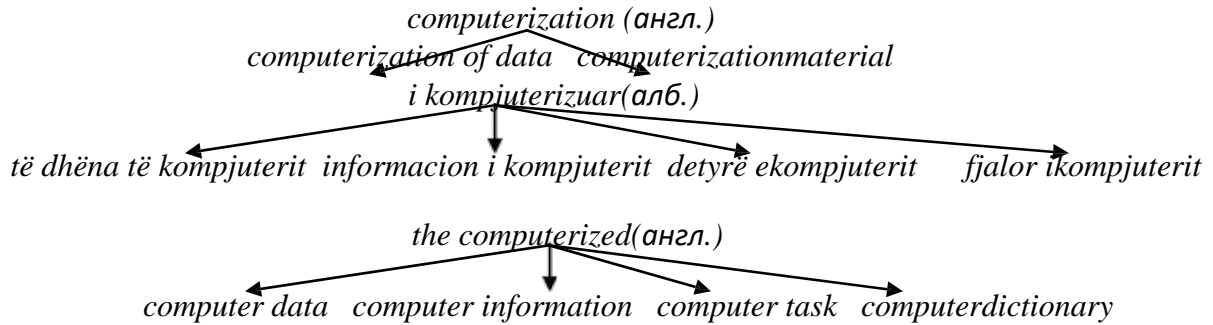 computerization (англ.)
computerization of data computerizationmaterial
i kompjuterizuar(алб.)
të dhëna të kompjuterit informacion i kompjuterit detyrë ekompjuterit fjalor ikompjuterit
the computerized(англ.)
computer data computer information computer task computerdictionary